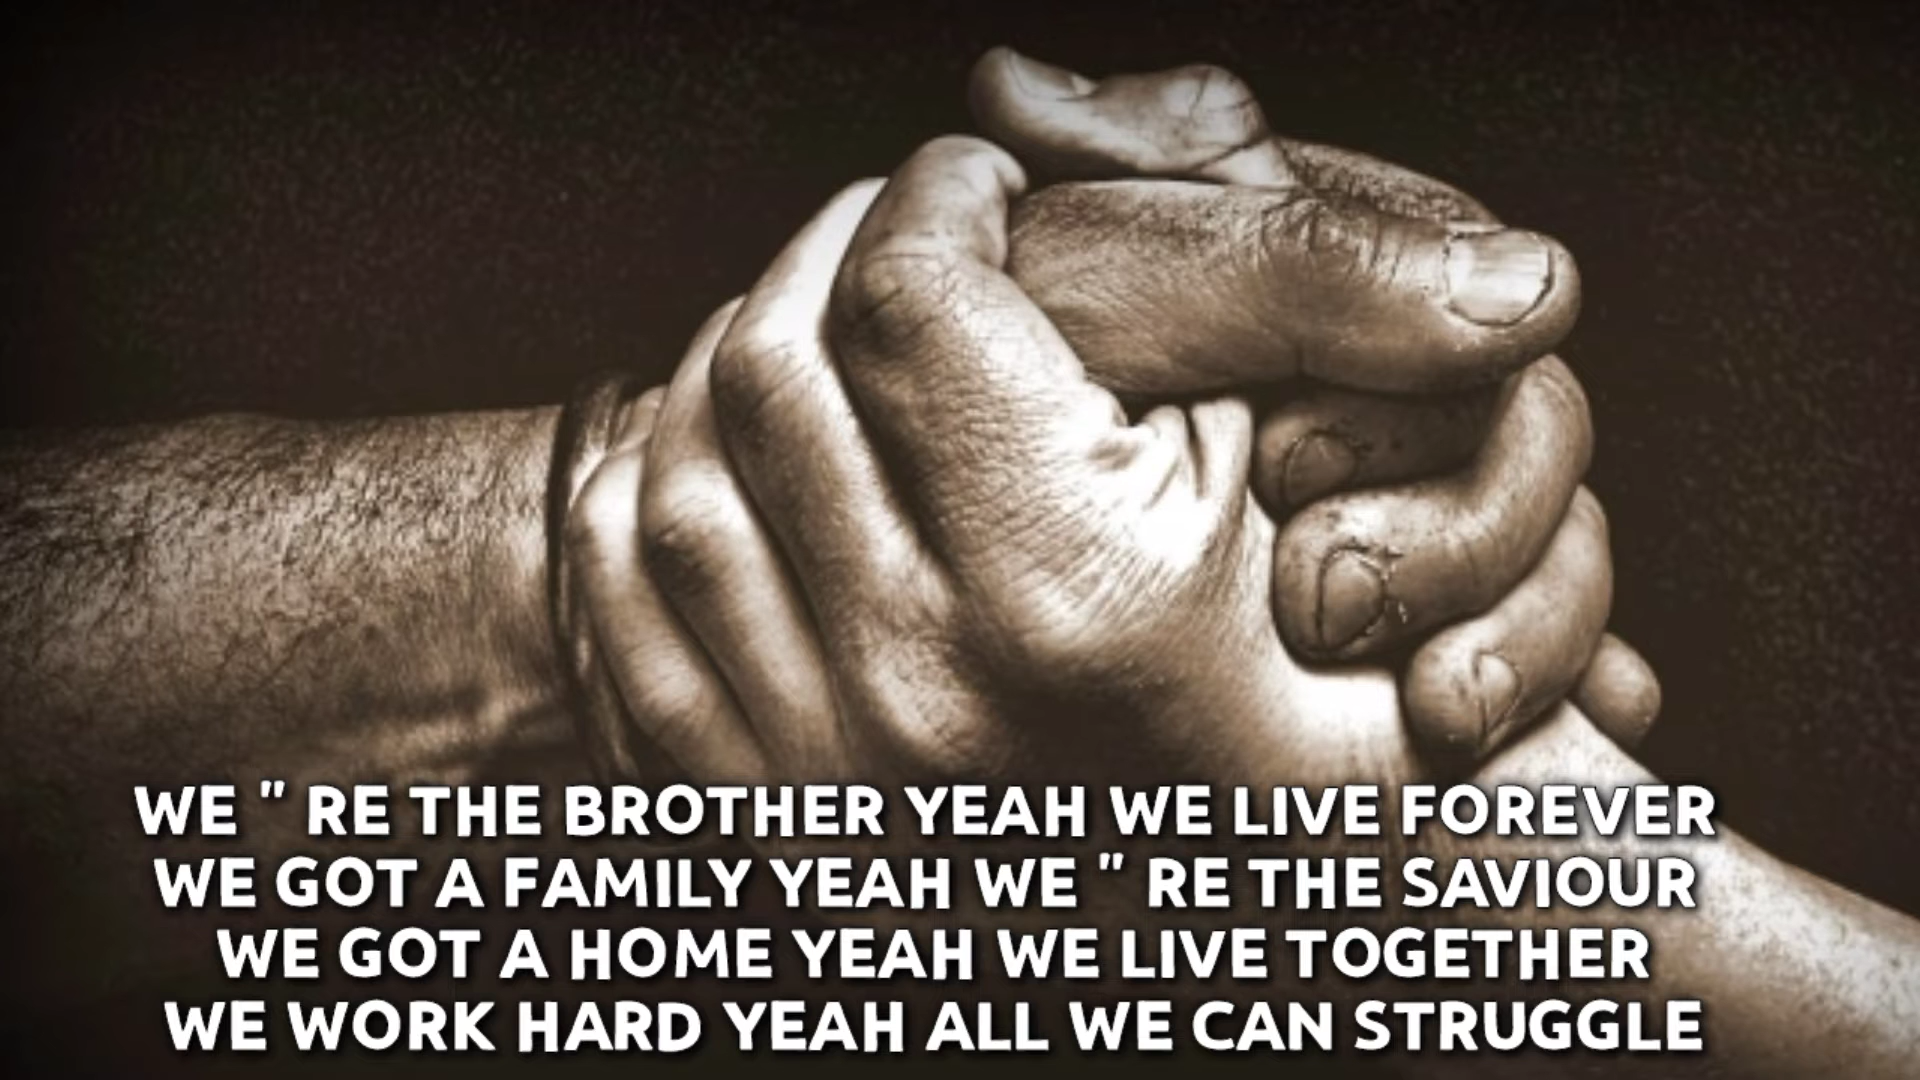 WE " RE THE BROTHER YEAH WE LIVE FOREVER
WE GOT A FAMILY YEAH WE " RE THE SAVIOUR
WE GOT A HOME YEAH WE LIVE TOGETHER
WE WORK HARD YEAH ALL WE CAN STRUGGLE